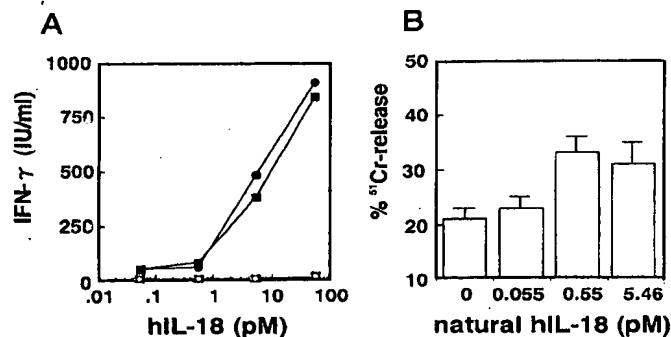 A
1000
750
500
250
0
IFN-γ (IU/ml)
.01 .1 1 10 100
hIL-18 (pM)
B
50
40
30
20
10
% ⁵¹Cr-release
0 0.055 0.65 5.46
natural hIL-18 (pM)